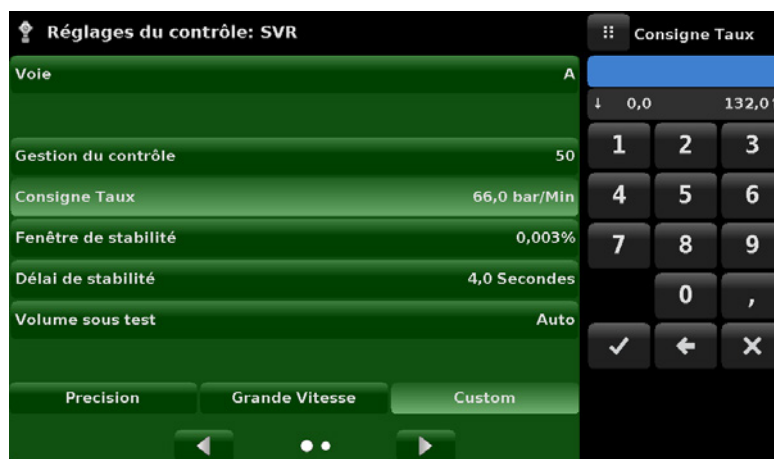 Réglages du contrôle: SVR
Consigne Taux
Voie A
↓ 0,0 132,0
Gestion du contrôle 50
1 2 3
Consigne Taux 66,0 bar/Min
4 5 6
Fenêtre de stabilité 0,003%
7 8 9
Délai de stabilité 4,0 Secondes
0 ,
Volume sous test Auto
Precision Grande Vitesse Custom